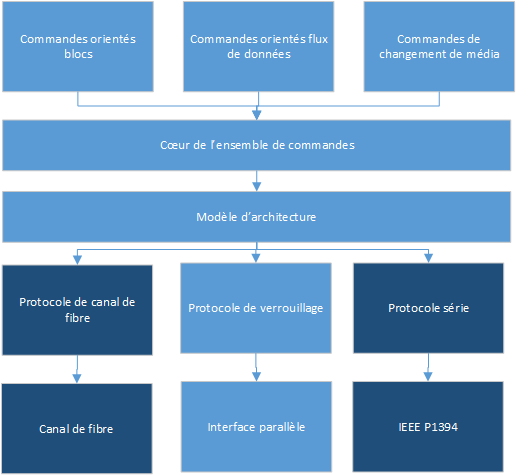 Commandes orientés
blocs
Commandes orientés flux
de données
Commandes de
changement de média
Cœur de l'ensemble de commandes
Modèle d'architecture
Protocole de canal de
fibre
Protocole de verrouillage
Protocole série
Canal de fibre
Interface parallèle
IEEE P1394